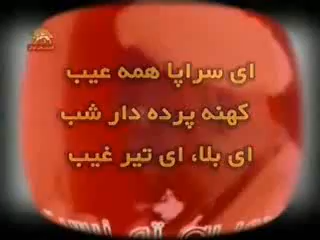 ای سراپا همه عیب
کهنه پرده دار شب
ای بلا، ای تیر غیب